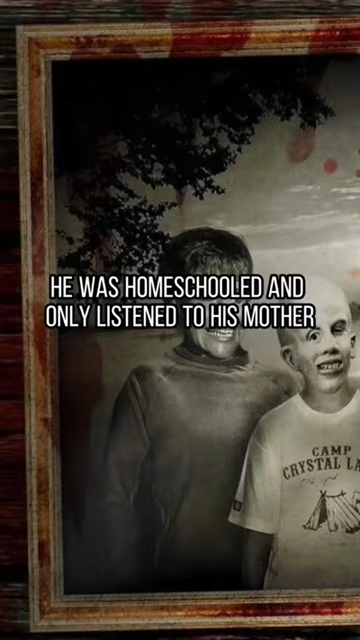 HE WAS HOMESCHOOLED AND
ONLY LISTENED TO HIS MOTHER
CAMP
CRYSTAL LA